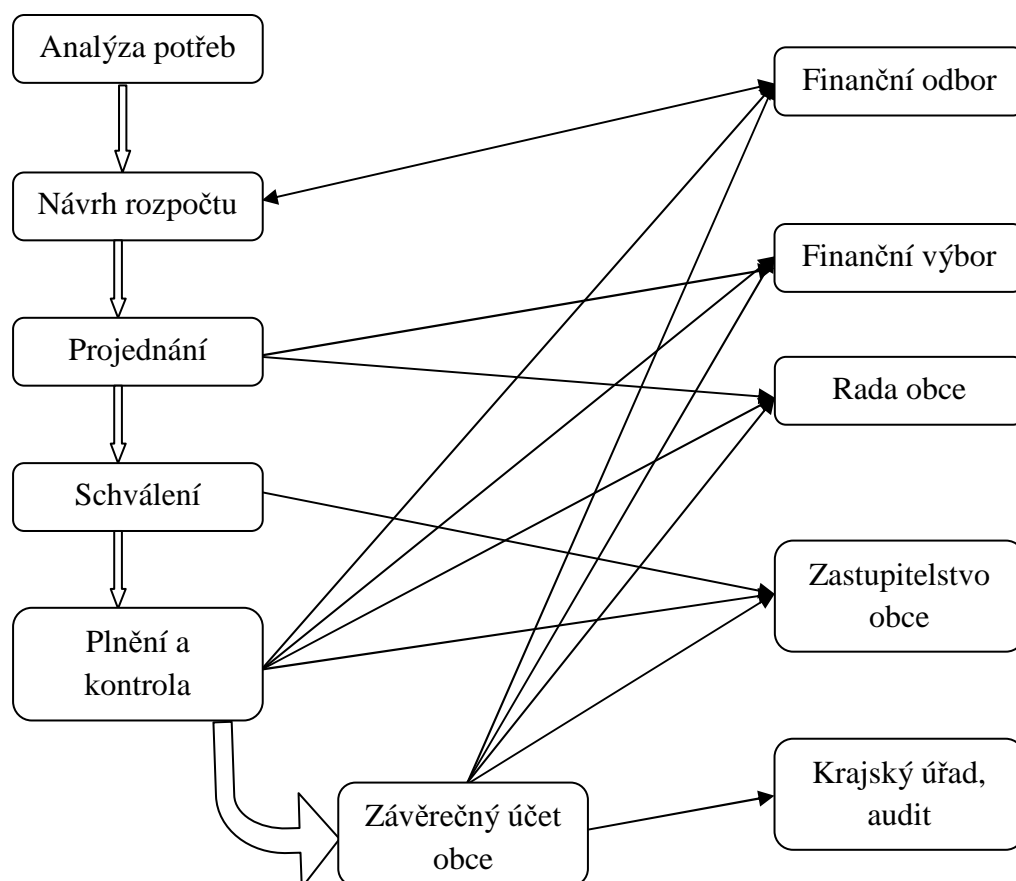 Analýza potřeb
Finanční odbor
Návrh rozpočtu
Finanční výbor
Projednání
Rada obce
Schválení
Zastupitelstvo
obce
Plnění a
kontrola
Krajský úřad,
audit
Závěrečný účet
obce